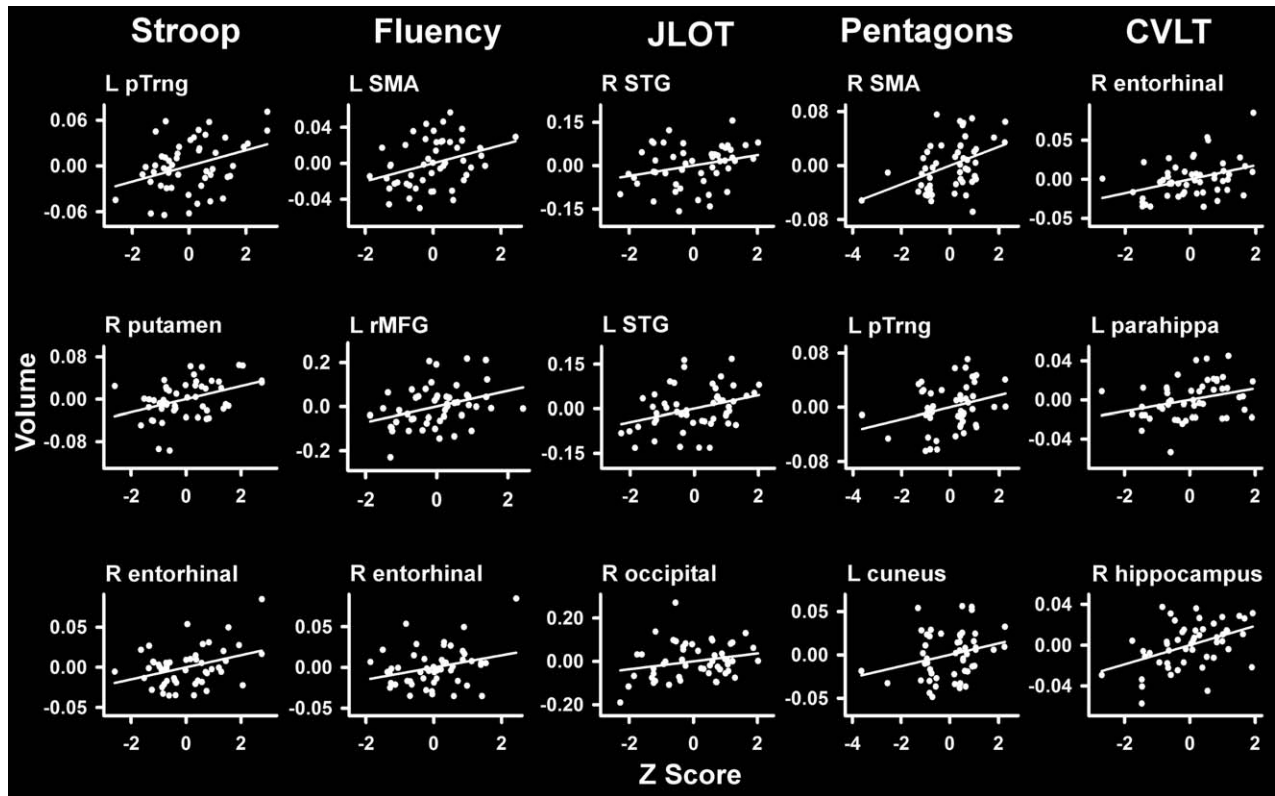 Stroop Fluency JLOT Pentagons CVLT
L pTrng L SMA R STG R SMA R entorhinal
0.06 0.04 0.15 0.08 0.05
0.00 0.00 0.00 0.00 0.00
-0.06 -0.04 -0.15 -0.08 -0.05
-2 0 2 -2 0 2 -2 0 2 -4 -2 0 2 -2 0 2
R putamen L rMFG L STG L pTrng L parahippa
0.08 0.2 0.15 0.08 0.04
0.00 0.0 0.00 0.00 0.00
-0.08 -0.2 -0.15 -0.08 -0.04
-2 0 2 -2 0 2 -2 0 2 -4 -2 0 2 -2 0 2
Volume
R entorhinal R entorhinal R occipital L cuneus R hippocampus
0.05 0.05 0.20 0.05 0.04
0.00 0.00 0.00 0.00 0.00
-0.05 -0.05 -0.20 -0.05 -0.04
-2 0 2 -2 0 2 -2 0 2 -4 -2 0 2 -2 0 2
Z Score